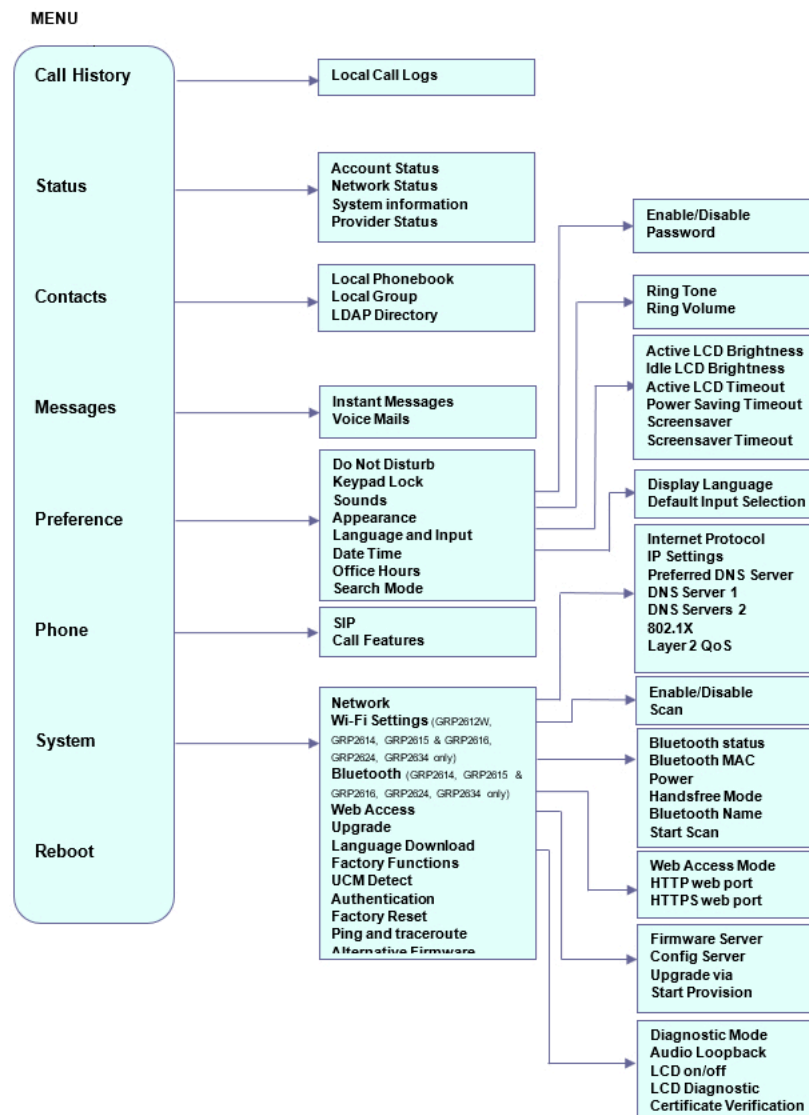 MENU
Call History
Status
Contacts
Messages
Preference
Phone
System
Reboot
Local Call Logs
Account Status
Network Status
System information
Provider Status
Local Phonebook
Local Group
LDAP Directory
Instant Messages
Voice Mails
Do Not Disturb
Keypad Lock
Sounds
Appearance
Language and Input
Date Time
Office Hours
Search Mode
SIP
Call Features
Network
Wi-Fi Settings (GRP2612W,
GRP2614, GRP2615 & GRP2616,
GRP2624, GRP2634 only)
Bluetooth (GRP2614, GRP2615 &
GRP2616, GRP2624, GRP2634 only)
Web Access
Upgrade
Language Download
Factory Functions
UCM Detect
Authentication
Factory Reset
Ping and traceroute
Alternative Firmware
Enable/Disable
Password
Ring Tone
Ring Volume
Active LCD Brightness
Idle LCD Brightness
Active LCD Timeout
Power Saving Timeout
Screensaver
Screensaver Timeout
Display Language
Default Input Selection
Internet Protocol
IP Settings
Preferred DNS Server
DNS Server 1
DNS Servers 2
802.1X
Layer 2 QoS
Enable/Disable
Scan
Bluetooth status
Bluetooth MAC
Power
Handsfree Mode
Bluetooth Name
Start Scan
Web Access Mode
HTTP web port
HTTPS web port
Firmware Server
Config Server
Upgrade via
Start Provision
Diagnostic Mode
Audio Loopback
LCD on/off
LCD Diagnostic
Certificate Verification